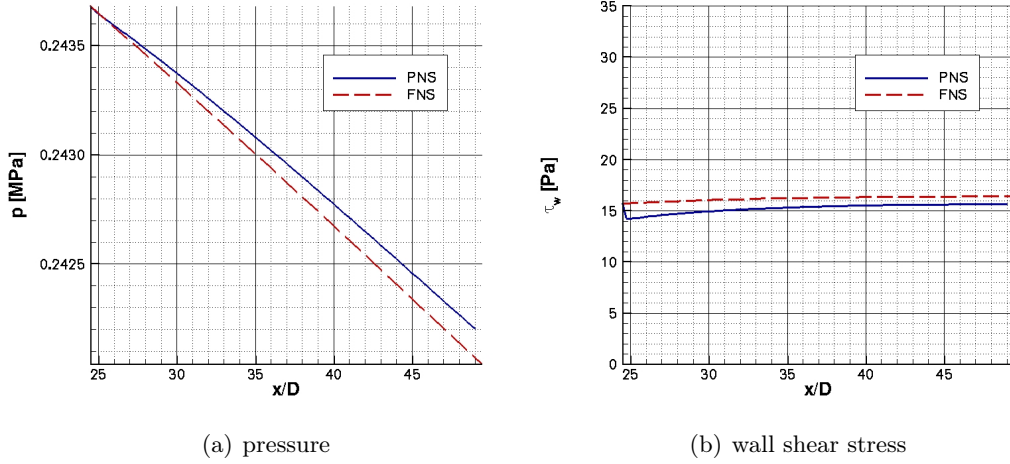 0.2435
0.2430
0.2425
p [MPa]
25 30 35 40 45
x/D
PNS
FNS
(a) pressure
35
30
25
20
15
10
5
0
τw [Pa]
25 30 35 40 45
x/D
PNS
FNS
(b) wall shear stress